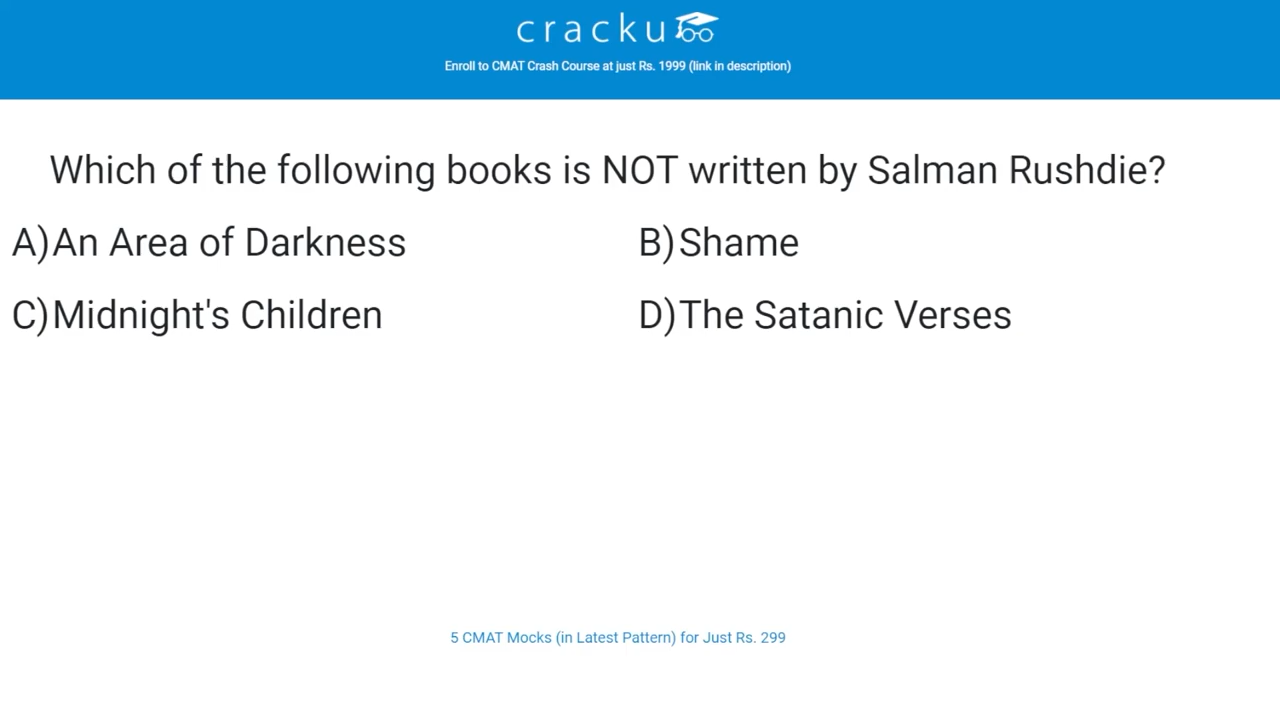 cracku
Enroll to CMAT Crash Course at just Rs. 1999 (link in description)
Which of the following books is NOT written by Salman Rushdie?
A)An Area of Darkness B)Shame
C)Midnight's Children D)The Satanic Verses
5 CMAT Mocks (in Latest Pattern) for Just Rs. 299